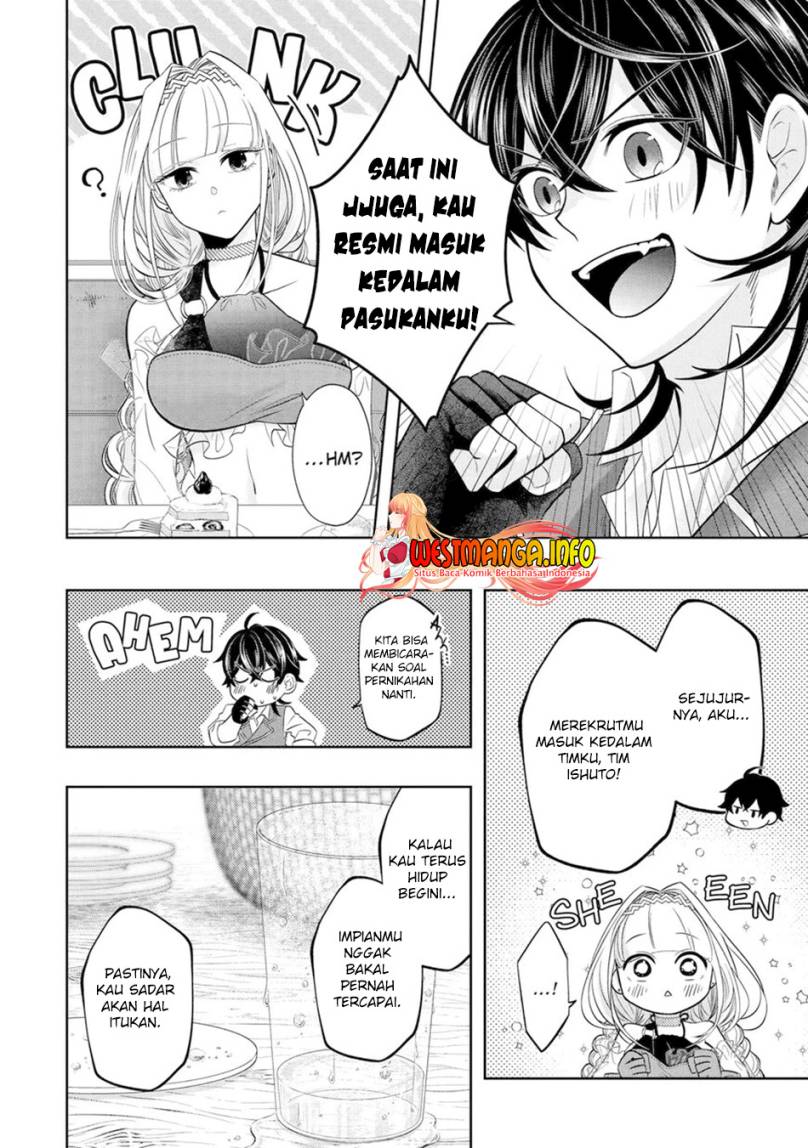 SAAT INI
JJUGA, KAU
RESMI MASUK
KEDALAM
PASUKANKU!
CLUNK
?
...HM?
WESTMANGA.INFO
Situs Baca Komik Berbahasa Indonesia
SEJUJUR-
NYA, AKU...
MEREKRUTMU
MASUK KEDALAM
TIMKU, TIM
ISHUTO!
SHEEEN
...!
KITA BISA
MEMBICARA-
KAN SOAL
PERNIKAHAN
NANTI.
AHEM
KALAU
KAU TERUS
HIDUP
BEGINI...
IMPIANMU
NGGAK
BAKAL
PERNAH
TERCAPAI.
PASTINYA,
KAU SADAR
AKAN HAL
ITUKAN.